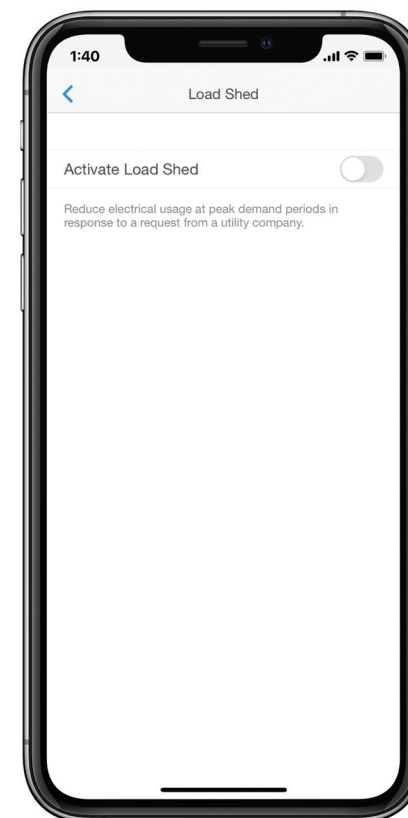 1:40
Load Shed
Activate Load Shed
Reduce electrical usage at peak demand periods in
response to a request from a utility company.